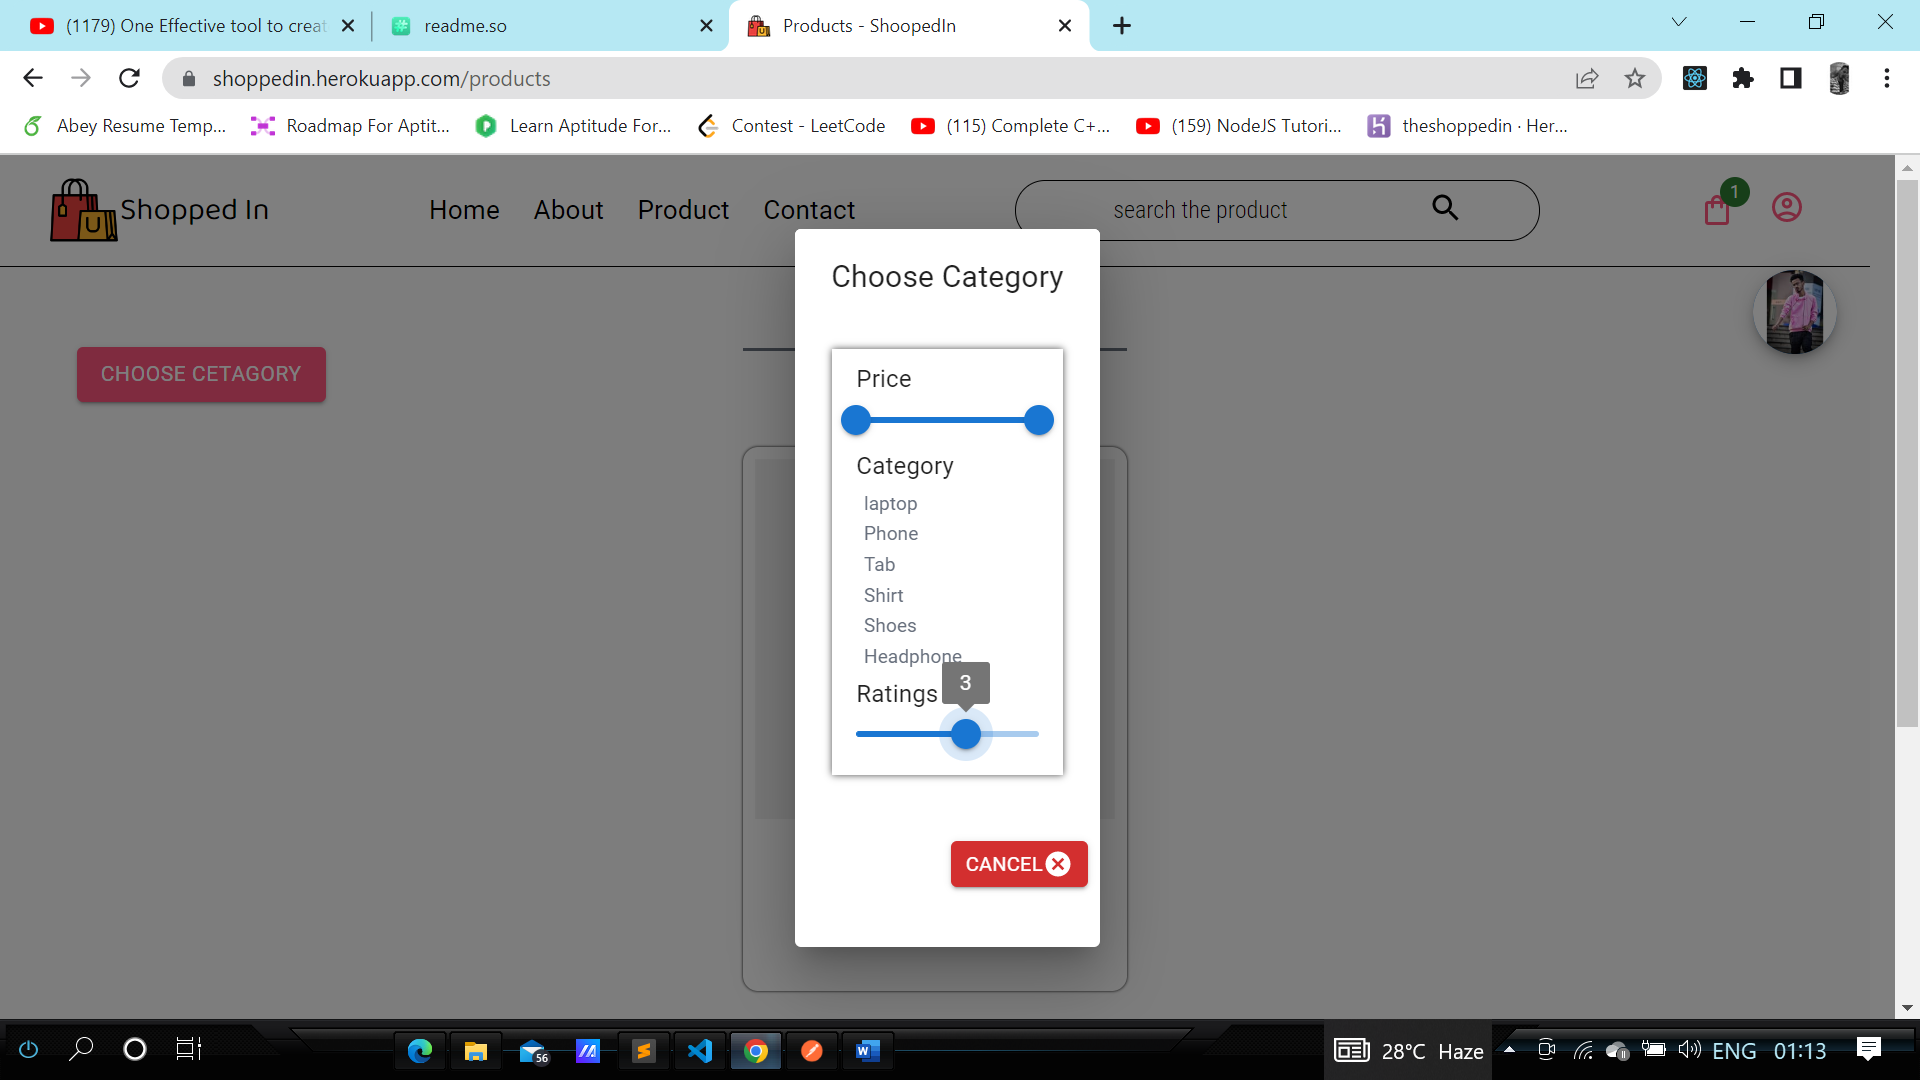 (1179) One Effective tool to creat
readme.so
Products - ShoopedIn
shoppedin.herokuapp.com/products
Abey Resume Temp...
Roadmap For Aptit...
Learn Aptitude For...
Contest - LeetCode
(115) Complete C+...
(159) NodeJS Tutori...
theshoppedin · Her...
Shopped In
Home
About
Product
Contact
search the product
1
CHOOSE CETAGORY
Choose Category
Price
Category
laptop
Phone
Tab
Shirt
Shoes
Headphone
Ratings
3
CANCEL
56
28°C Haze
ENG
01:13